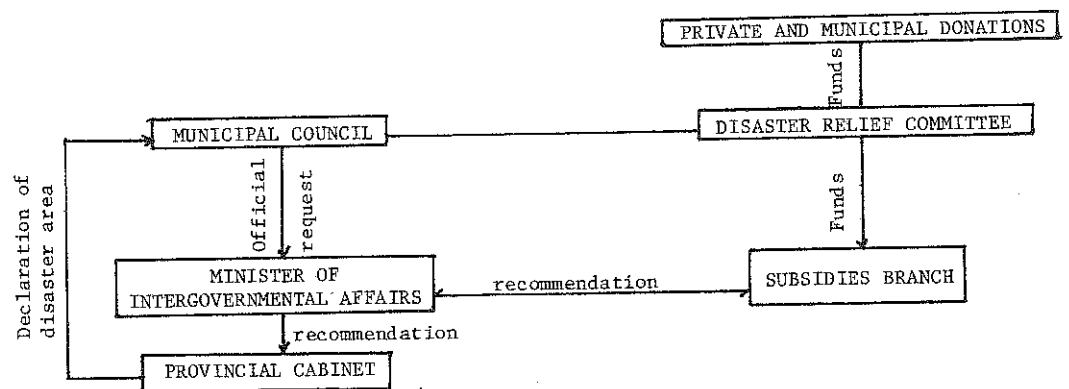 PRIVATE AND MUNICIPAL DONATIONS
Funds
MUNICIPAL COUNCIL
DISASTER RELIEF COMMITTEE
Declaration of
disaster area
Official
request
Funds
MINISTER OF
INTERGOVERNMENTAL AFFAIRS
recommendation
SUBSIDIES BRANCH
recommendation
PROVINCIAL CABINET